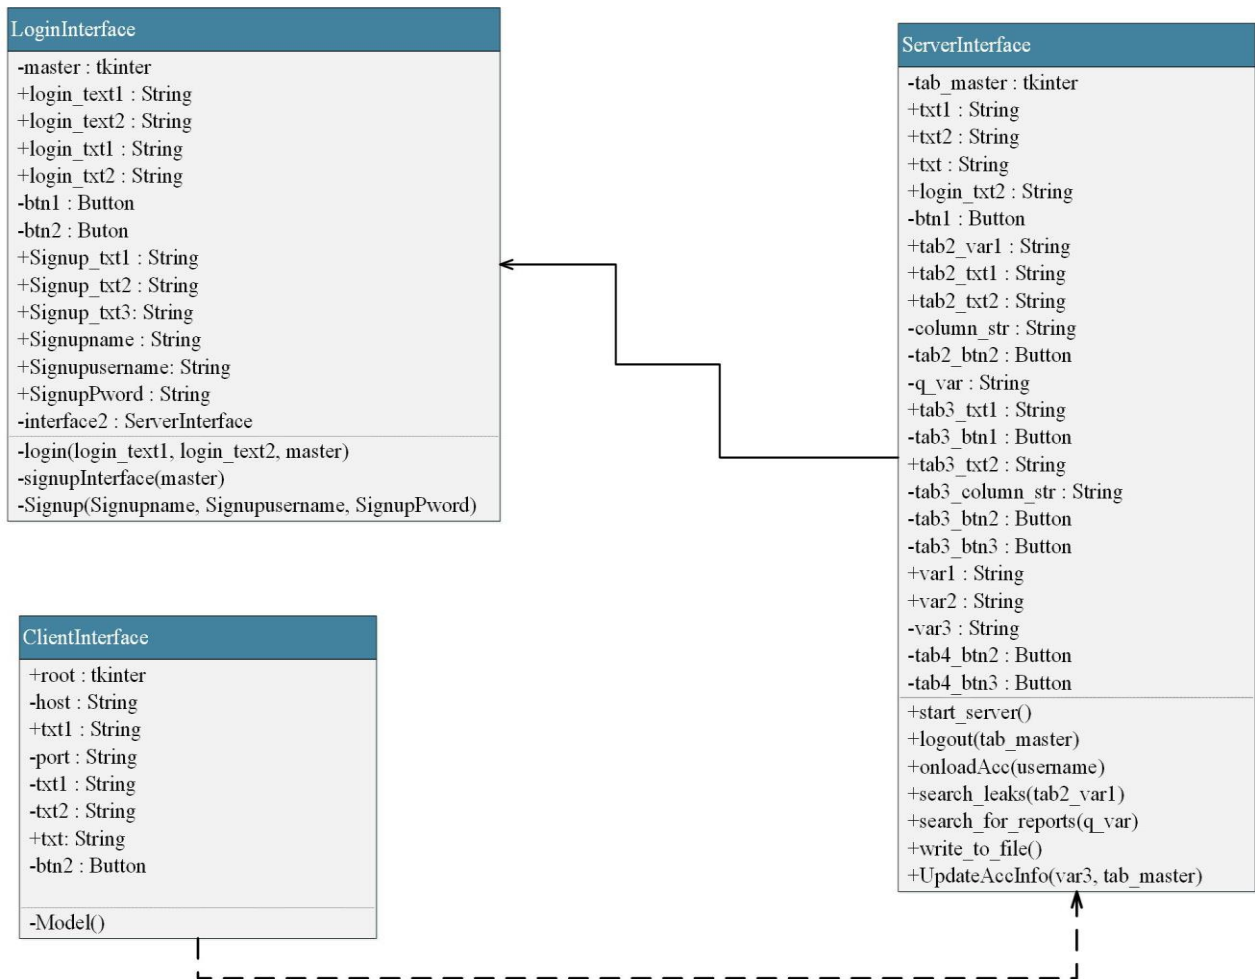 LoginInterface
-master : tkinter
+login_text1 : String
+login_text2 : String
+login_txt1 : String
+login_txt2 : String
-btn1 : Button
-btn2 : Buton
+Signup_txt1 : String
+Signup_txt2 : String
+Signup_txt3: String
+Signupname : String
+Signupusername: String
+SignupPword : String
-interface2 : ServerInterface
-login(login_text1, login_text2, master)
-signupInterface(master)
-Signup(Signupname, Signupusername, SignupPword)
ServerInterface
-tab_master : tkinter
+txt1 : String
+txt2 : String
+txt : String
+login_txt2 : String
-btn1 : Button
+tab2_var1 : String
+tab2_txt1 : String
+tab2_txt2 : String
-column_str : String
-tab2_btn2 : Button
-q_var : String
+tab3_txt1 : String
-tab3_btn1 : Button
+tab3_txt2 : String
-tab3_column_str : String
-tab3_btn2 : Button
-tab3_btn3 : Button
+var1 : String
+var2 : String
-var3 : String
-tab4_btn2 : Button
-tab4_btn3 : Button
+start_server()
+logout(tab_master)
+onloadAcc(username)
+search_leaks(tab2_var1)
+search_for_reports(q_var)
+write_to_file()
+UpdateAccInfo(var3, tab_master)
ClientInterface
+root : tkinter
-host : String
+txt1 : String
-port : String
-txt1 : String
-txt2 : String
+txt: String
-btn2 : Button
-Model()